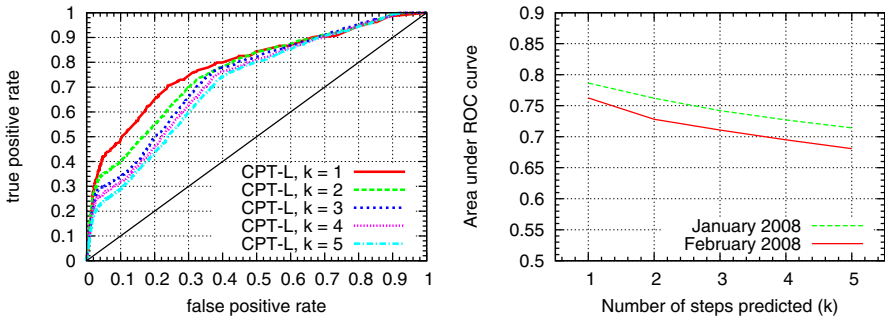 true positive rate
1
0.9
0.8
0.7
0.6
0.5
0.4
0.3
0.2
0.1
0
0 0.1 0.2 0.3 0.4 0.5 0.6 0.7 0.8 0.9 1
false positive rate
CPT-L, k = 1
CPT-L, k = 2
CPT-L, k = 3
CPT-L, k = 4
CPT-L, k = 5
Area under ROC curve
0.9
0.85
0.8
0.75
0.7
0.65
0.6
0.55
0.5
1 2 3 4 5
Number of steps predicted (k)
January 2008
February 2008